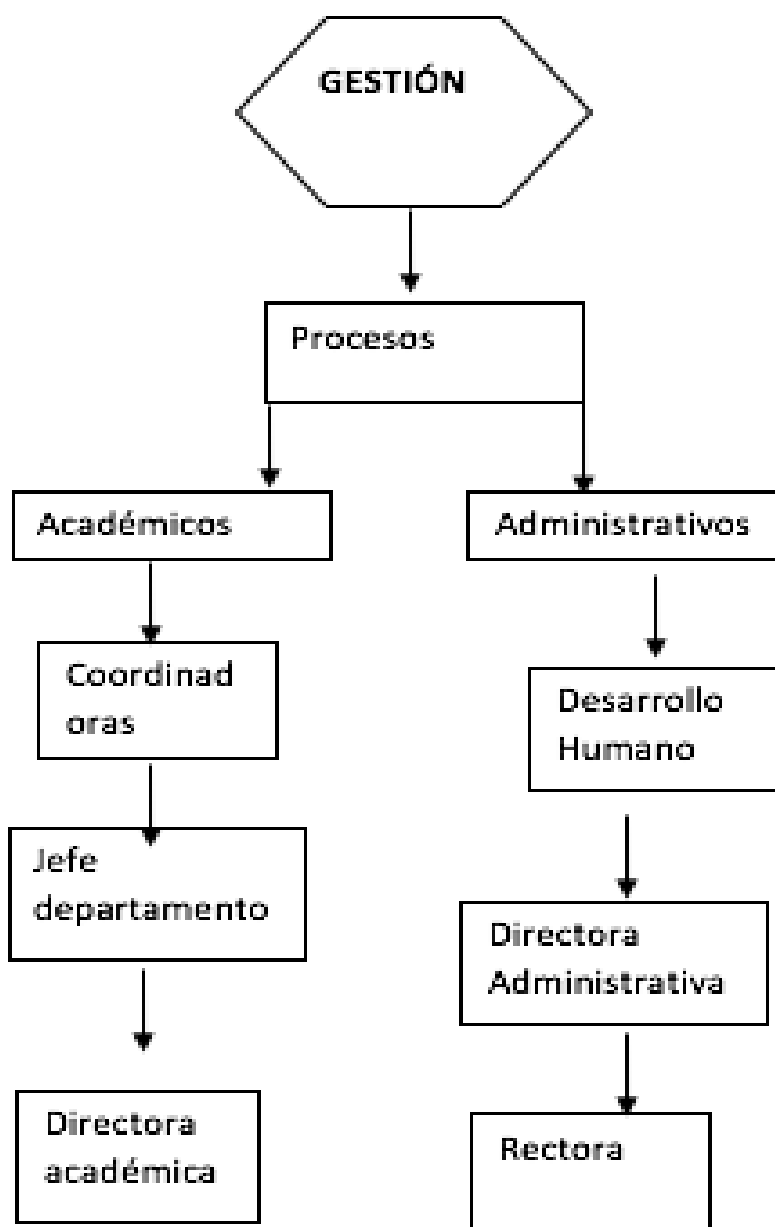 GESTIÓN
Procesos
Académicos
Administrativos
Coordinad
oras
Desarrollo
Humano
Jefe
departamento
Directora
Administrativa
Directora
académica
Rectora